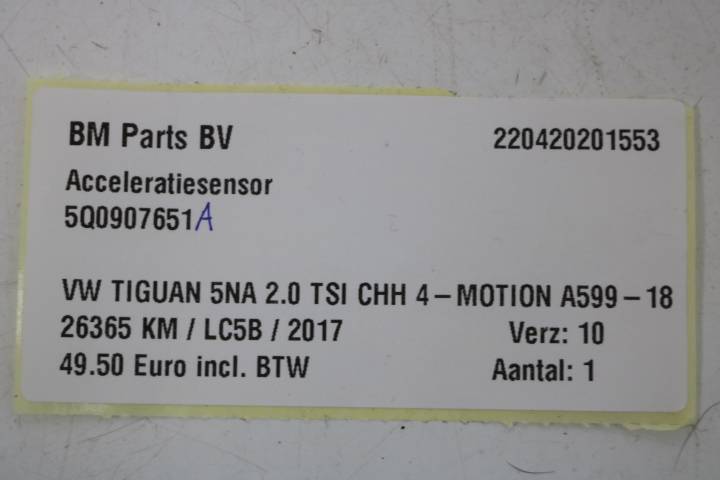 BM Parts BV 220420201553
Acceleratiesensor
5Q0907651A
VW TIGUAN 5NA 2.0 TSI CHH 4-MOTION A599-18
26365 KM / LC5B / 2017 Verz: 10
49.50 Euro incl. BTW Aantal: 1